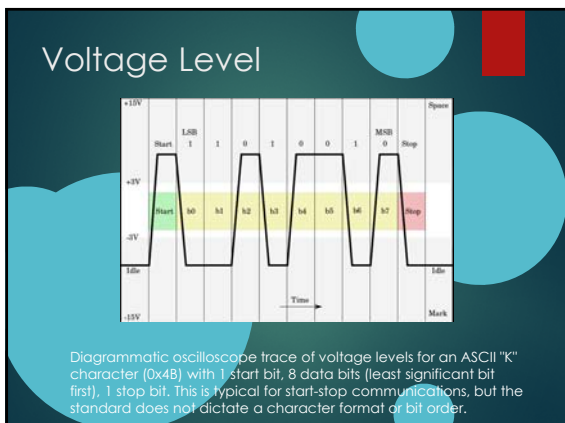 Voltage Level
+15V Space
LSB MSB
Start 1 1 0 1 0 0 1 0 Stop
+3V
Start b0 b1 b2 b3 b4 b5 b6 b7 Stop
-3V
Idle Idle
Time
-15V Mark
Diagrammatic oscilloscope trace of voltage levels for an ASCII "K"
character (0x4B) with 1 start bit, 8 data bits (least significant bit
first), 1 stop bit. This is typical for start-stop communications, but the
standard does not dictate a character format or bit order.